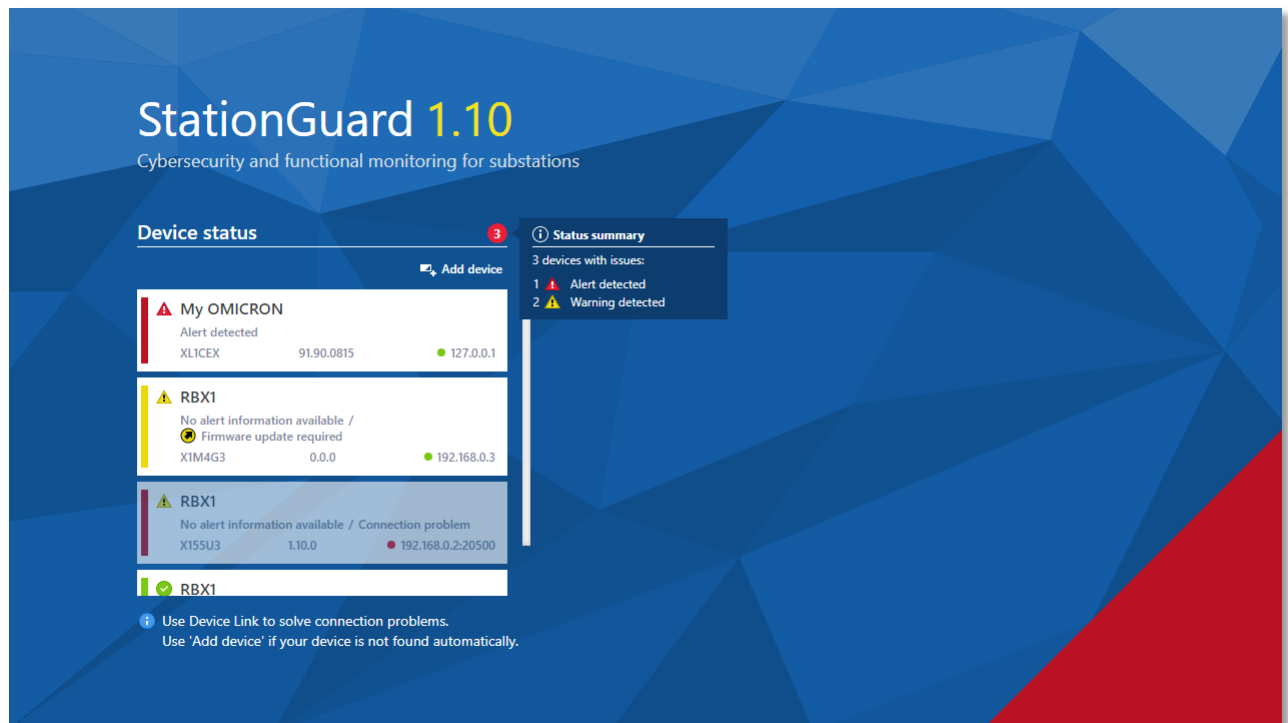 StationGuard 1.10
Cybersecurity and functional monitoring for substations
Device status 3
Add device
My OMICRON
Alert detected
XL1CEX 91.90.0815 127.0.0.1
RBX1
No alert information available /
Firmware update required
X1M4G3 0.0.0 192.168.0.3
RBX1
No alert information available / Connection problem
X155U3 1.10.0 192.168.0.2:20500
RBX1
Status summary
3 devices with issues:
1 Alert detected
2 Warning detected
Use Device Link to solve connection problems.
Use 'Add device' if your device is not found automatically.